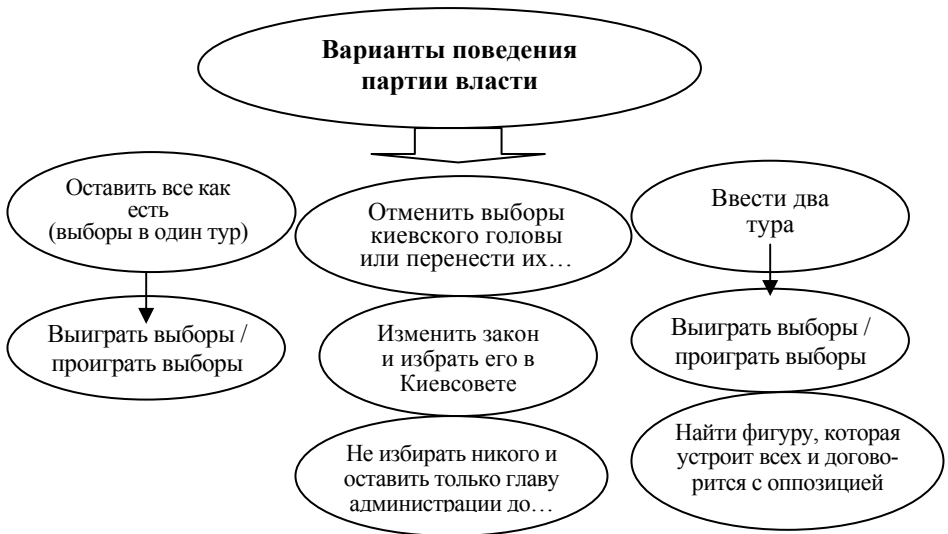 Варианты поведения
партии власти
Оставить все как
есть
(выборы в один тур)
Выиграть выборы /
проиграть выборы
Отменить выборы
киевского головы
или перенести их…
Изменить закон
и избрать его в
Киевсовете
Не избирать никого и
оставить только главу
администрации до…
Ввести два
тура
Выиграть выборы /
проиграть выборы
Найти фигуру, которая
устроит всех и догово-
рится с оппозицией